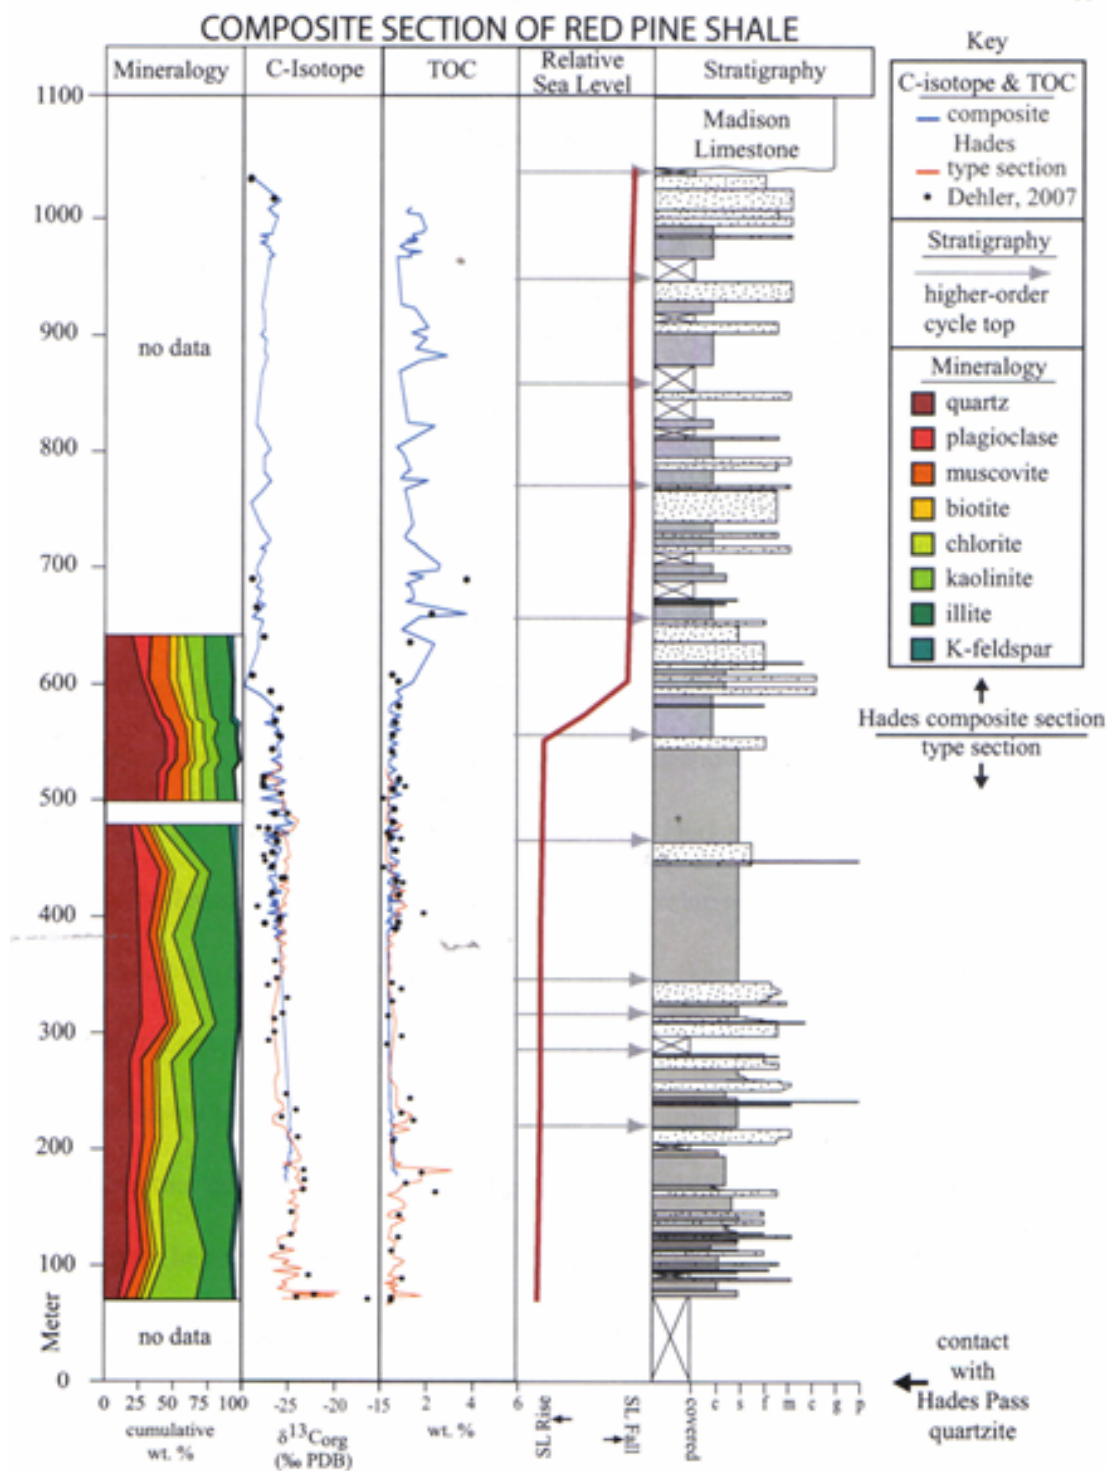 COMPOSITE SECTION OF RED PINE SHALE
Mineralogy
C-Isotope
TOC
Relative
Sea Level
Stratigraphy
1100
1000
900
800
700
600
500
400
300
200
100
0
Meter
no data
no data
Madison
Limestone
0 25 50 75 100
cumulative
wt. %
-25 -20 -15
δ13Corg
(‰ PDB)
2 4 6
wt. %
SL Rise
SL Fall
covered
c s f m c g p
Key
C-isotope & TOC
composite
Hades
type section
Dehler, 2007
Stratigraphy
higher-order
cycle top
Mineralogy
quartz
plagioclase
muscovite
biotite
chlorite
kaolinite
illite
K-feldspar
Hades composite section
type section
contact
with
Hades Pass
quartzite